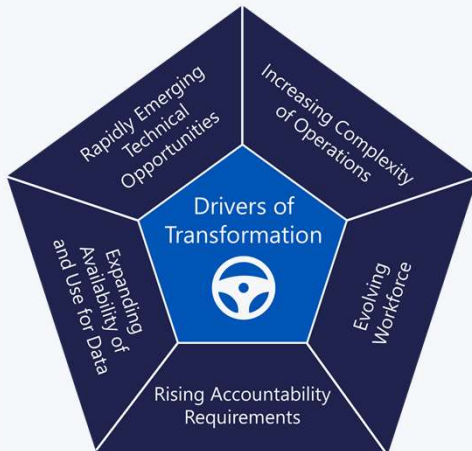 Rapidly Emerging
Technical
Opportunities
Increasing Complexity
of Operations
Drivers of
Transformation
Expanding
Availability of
and Use for Data
Evolving
Workforce
Rising Accountability
Requirements